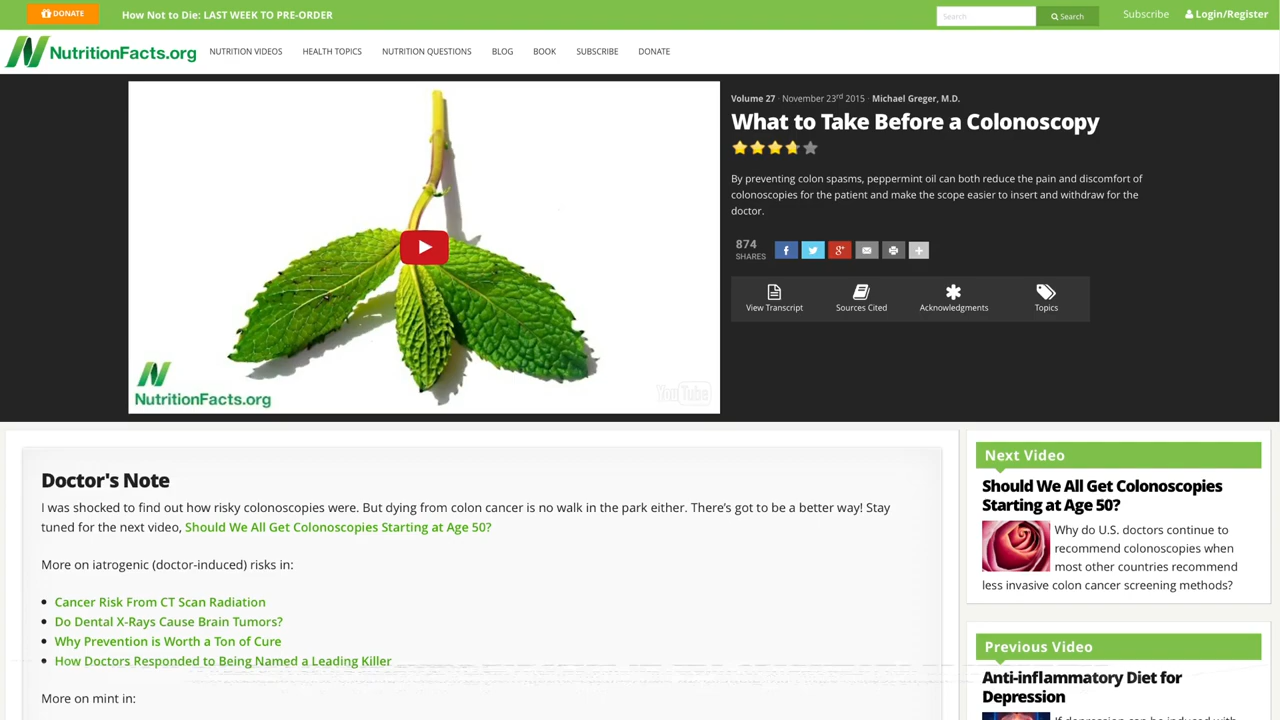 DONATE
How Not to Die: LAST WEEK TO PRE-ORDER
Search
Search
Subscribe
Login/Register
NutritionFacts.org
NUTRITION VIDEOS
HEALTH TOPICS
NUTRITION QUESTIONS
BLOG
BOOK
SUBSCRIBE
DONATE
NutritionFacts.org
YouTube
Volume 27 · November 23rd 2015 · Michael Greger, M.D.
What to Take Before a Colonoscopy
By preventing colon spasms, peppermint oil can both reduce the pain and discomfort of
colonoscopies for the patient and make the scope easier to insert and withdraw for the
doctor.
874
SHARES
View Transcript
Sources Cited
Acknowledgments
Topics
Doctor's Note
I was shocked to find out how risky colonoscopies were. But dying from colon cancer is no walk in the park either. There's got to be a better way! Stay
tuned for the next video, Should We All Get Colonoscopies Starting at Age 50?
More on iatrogenic (doctor-induced) risks in:
Cancer Risk From CT Scan Radiation
Do Dental X-Rays Cause Brain Tumors?
Why Prevention is Worth a Ton of Cure
How Doctors Responded to Being Named a Leading Killer
More on mint in:
Next Video
Should We All Get Colonoscopies
Starting at Age 50?
Why do U.S. doctors continue to
recommend colonoscopies when
most other countries recommend
less invasive colon cancer screening methods?
Previous Video
Anti-inflammatory Diet for
Depression